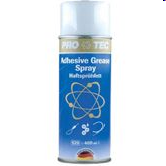 PRO TEC
Adhesive Grease
Spray
Haftsprühfett
400 ml